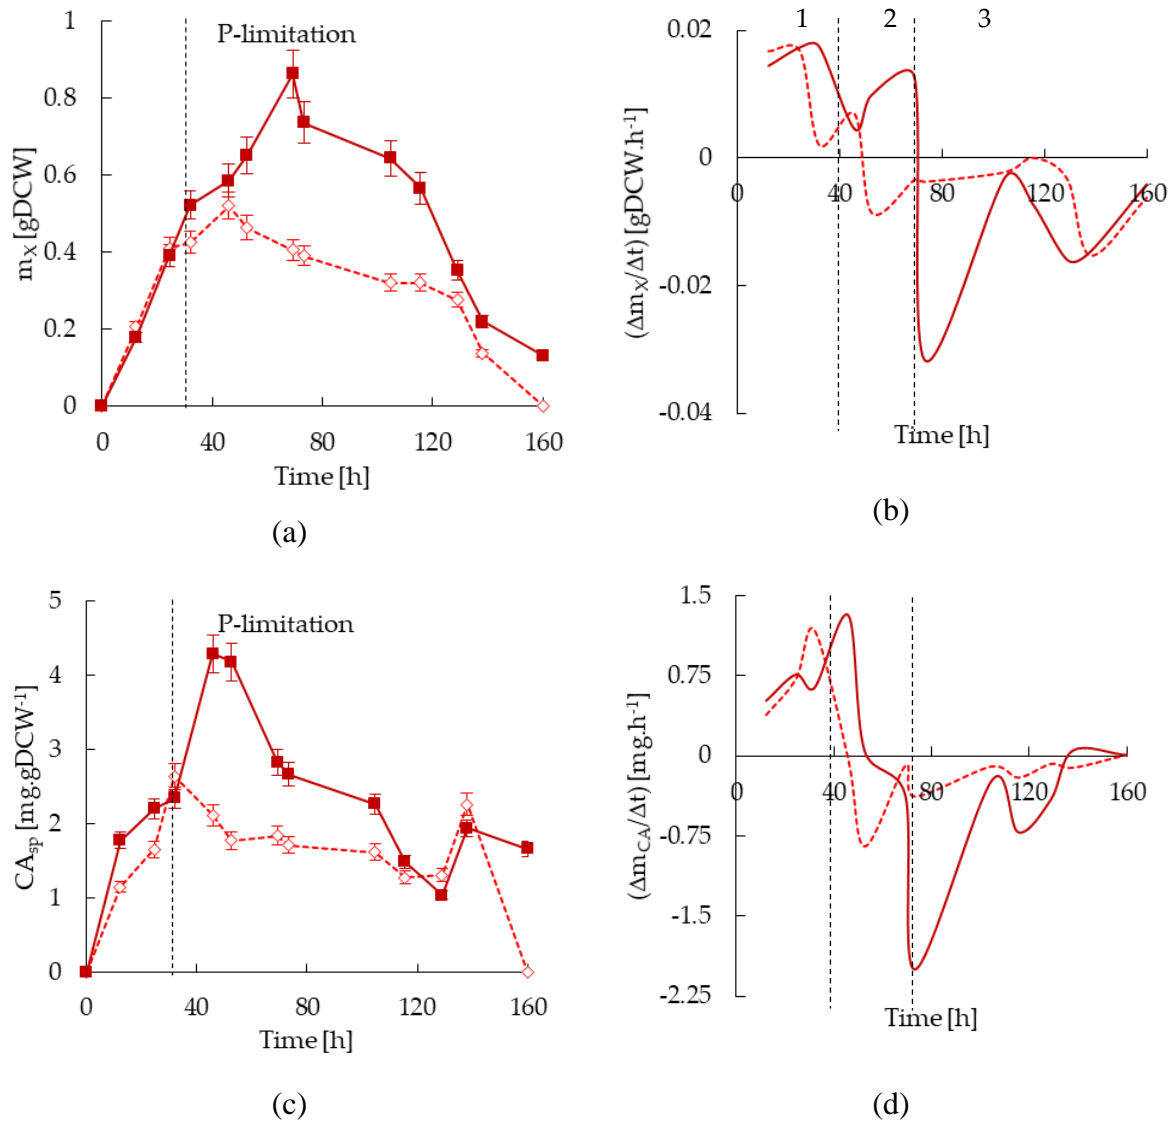 1
0.8
0.6
0.4
0.2
0
m_X [gDCW]
P-limitation
0 40 80 120 160
Time [h]
(a)
1 2 3
0.02
0
-0.02
-0.04
(Δm_X/Δt) [gDCW.h⁻¹]
0 40 80 120 160
Time [h]
(b)
5
4
3
2
1
0
CA_sp [mg.gDCW⁻¹]
P-limitation
0 40 80 120 160
Time [h]
(c)
1.5
0.75
0
-0.75
-1.5
-2.25
(Δm_CA/Δt) [mg.h⁻¹]
0 40 80 120 160
Time [h]
(d)